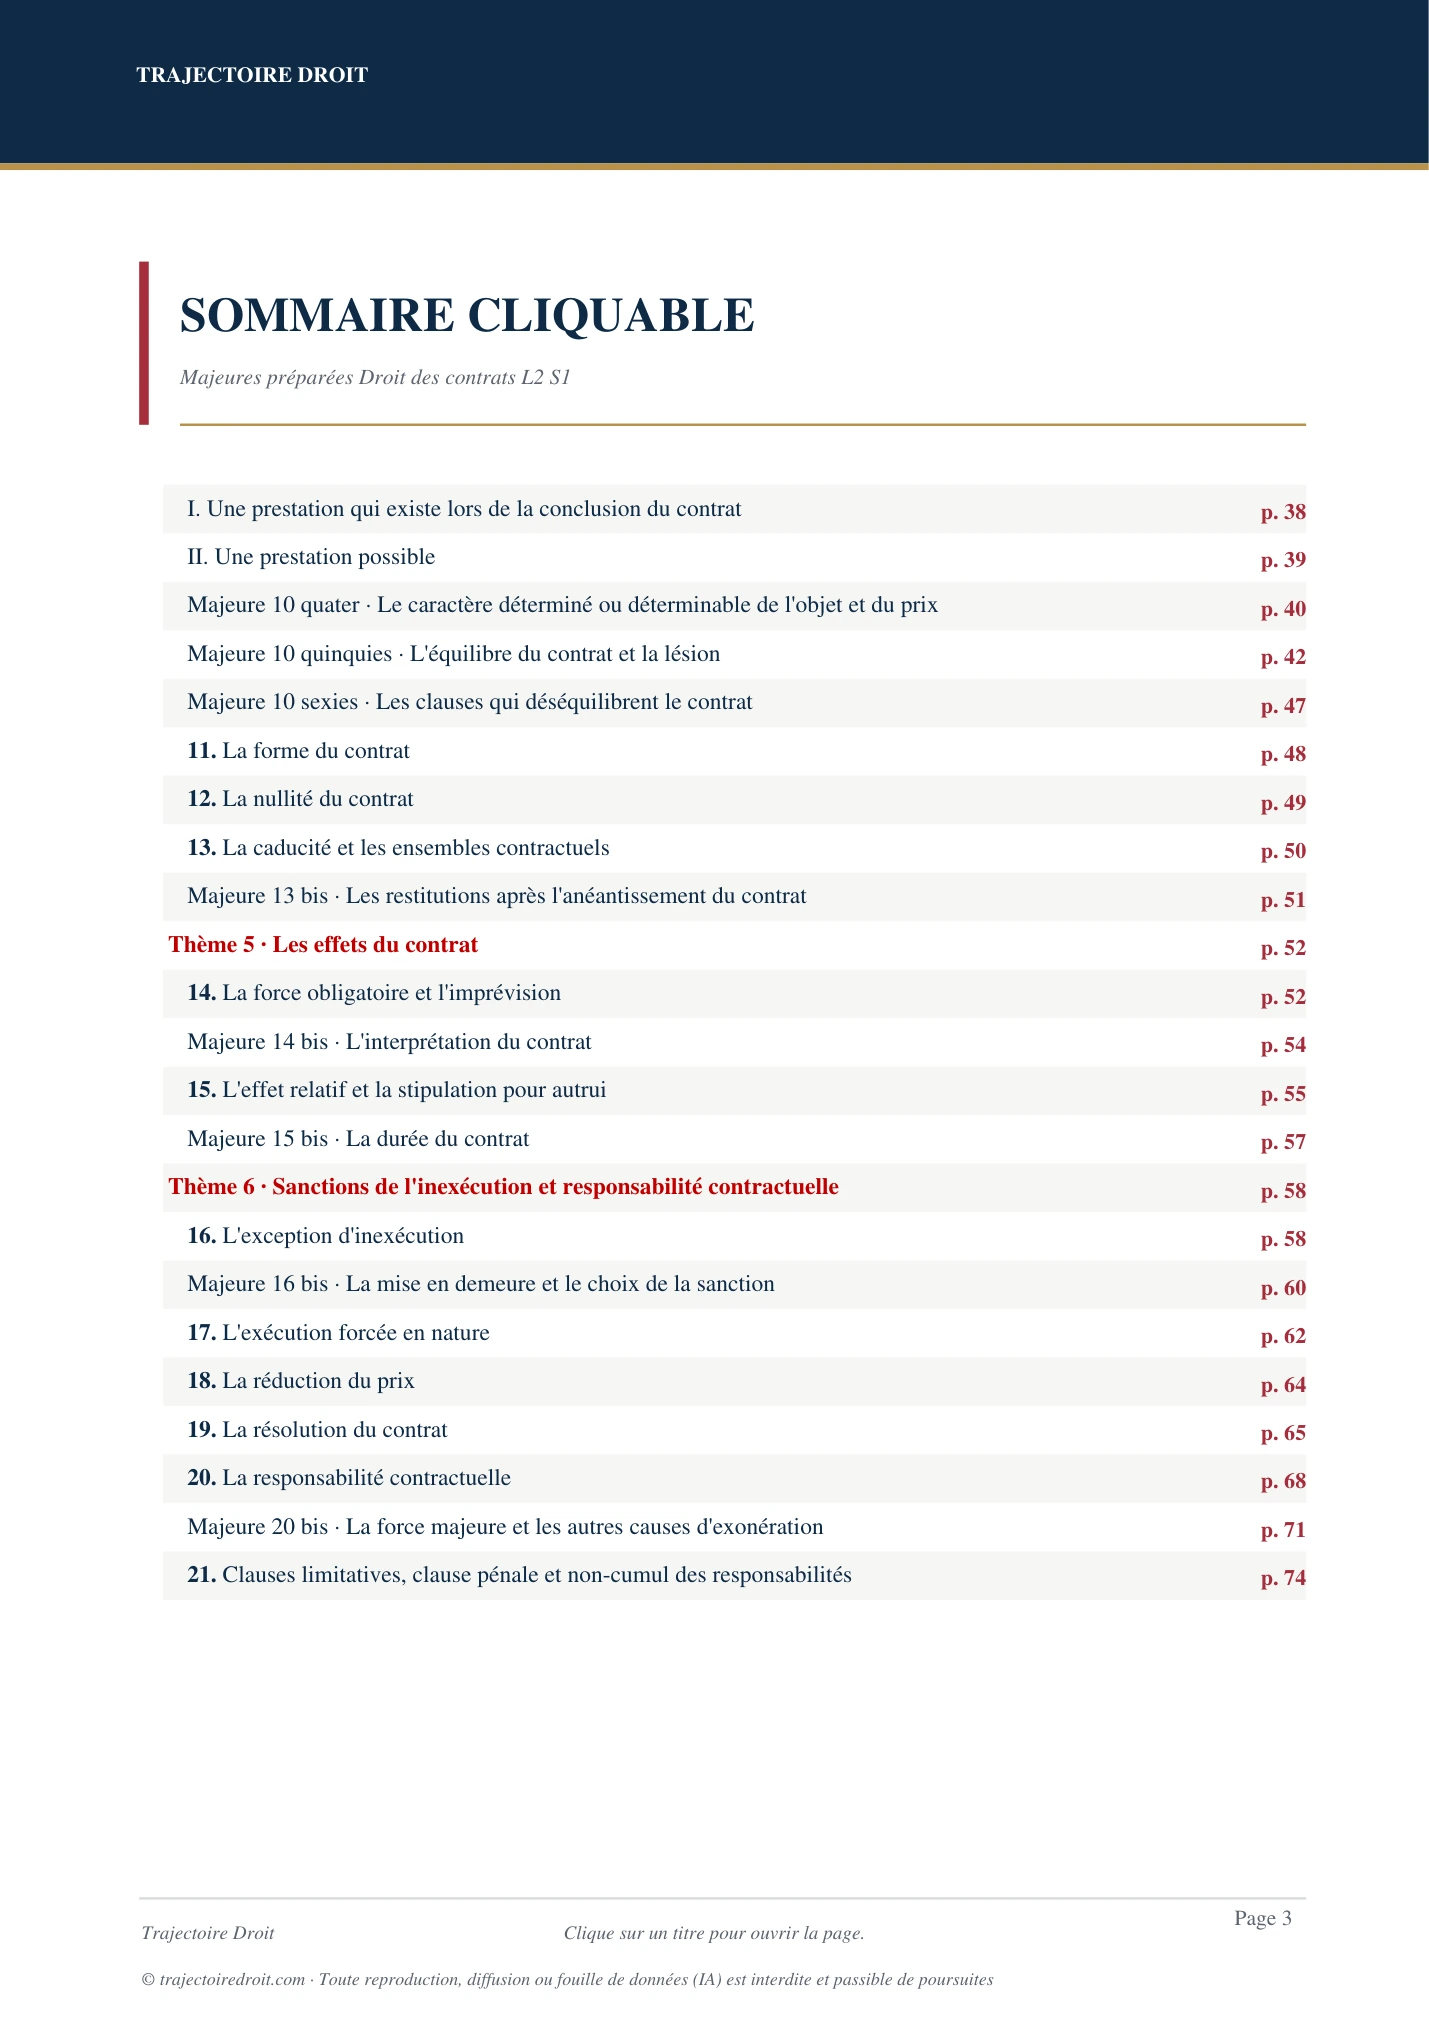 TRAJECTOIRE DROIT
SOMMAIRE CLIQUABLE
Majeures préparées Droit des contrats L2 S1
I. Une prestation qui existe lors de la conclusion du contrat p. 38
II. Une prestation possible p. 39
Majeure 10 quater · Le caractère déterminé ou déterminable de l'objet et du prix p. 40
Majeure 10 quinquies · L'équilibre du contrat et la lésion p. 42
Majeure 10 sexies · Les clauses qui déséquilibrent le contrat p. 47
11. La forme du contrat p. 48
12. La nullité du contrat p. 49
13. La caducité et les ensembles contractuels p. 50
Majeure 13 bis · Les restitutions après l'anéantissement du contrat p. 51
Thème 5 · Les effets du contrat p. 52
14. La force obligatoire et l'imprévision p. 52
Majeure 14 bis · L'interprétation du contrat p. 54
15. L'effet relatif et la stipulation pour autrui p. 55
Majeure 15 bis · La durée du contrat p. 57
Thème 6 · Sanctions de l'inexécution et responsabilité contractuelle p. 58
16. L'exception d'inexécution p. 58
Majeure 16 bis · La mise en demeure et le choix de la sanction p. 60
17. L'exécution forcée en nature p. 62
18. La réduction du prix p. 64
19. La résolution du contrat p. 65
20. La responsabilité contractuelle p. 68
Majeure 20 bis · La force majeure et les autres causes d'exonération p. 71
21. Clauses limitatives, clause pénale et non-cumul des responsabilités p. 74
Page 3
Trajectoire Droit Clique sur un titre pour ouvrir la page.
© trajectoiredroit.com · Toute reproduction, diffusion ou fouille de données (IA) est interdite et passible de poursuites